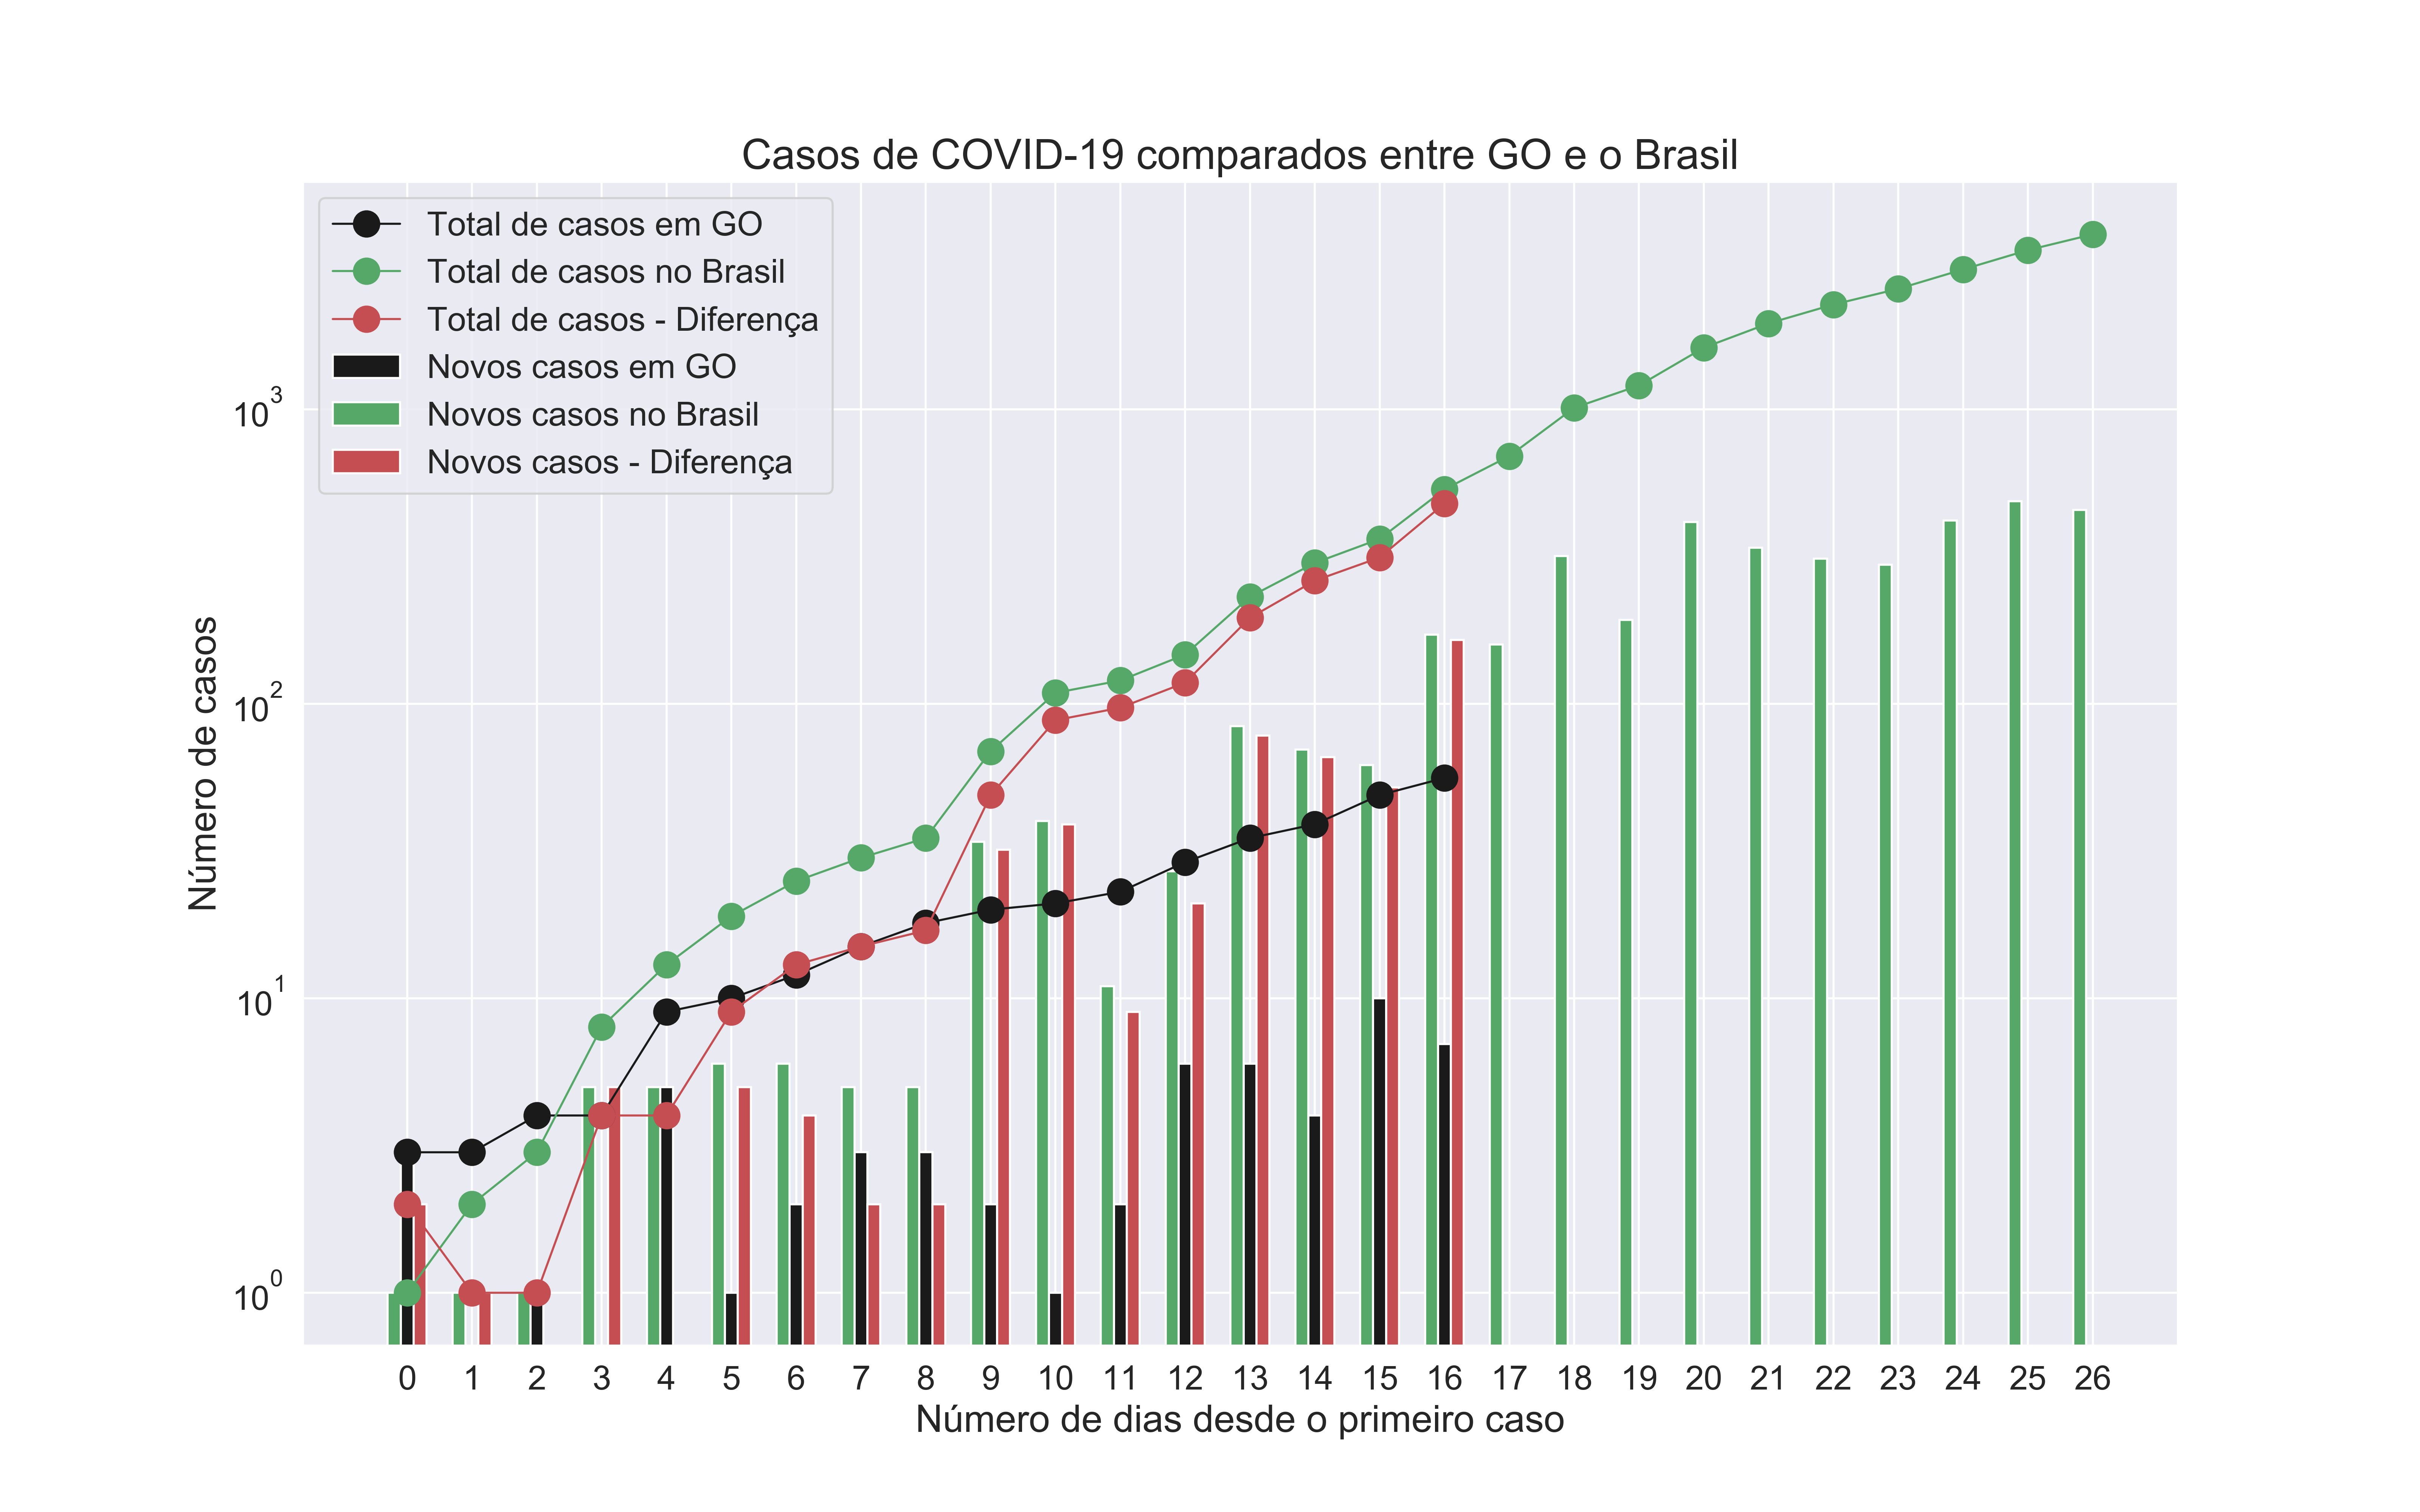 Casos de COVID-19 comparados entre GO e o Brasil
Total de casos em GO
Total de casos no Brasil
Total de casos - Diferença
Novos casos em GO
Novos casos no Brasil
Novos casos - Diferença
Número de casos
10^3
10^2
10^1
10^0
0 1 2 3 4 5 6 7 8 9 10 11 12 13 14 15 16 17 18 19 20 21 22 23 24 25 26
Número de dias desde o primeiro caso